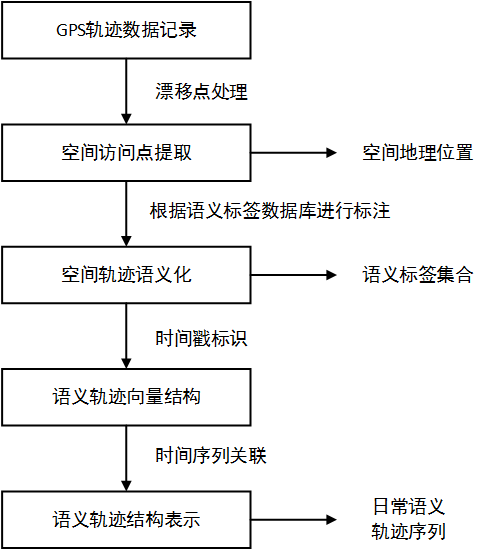 GPS轨迹数据记录
漂移点处理
空间访问点提取
空间地理位置
根据语义标签数据库进行标注
空间轨迹语义化
语义标签集合
时间戳标识
语义轨迹向量结构
时间序列关联
语义轨迹结构表示
日常语义
轨迹序列